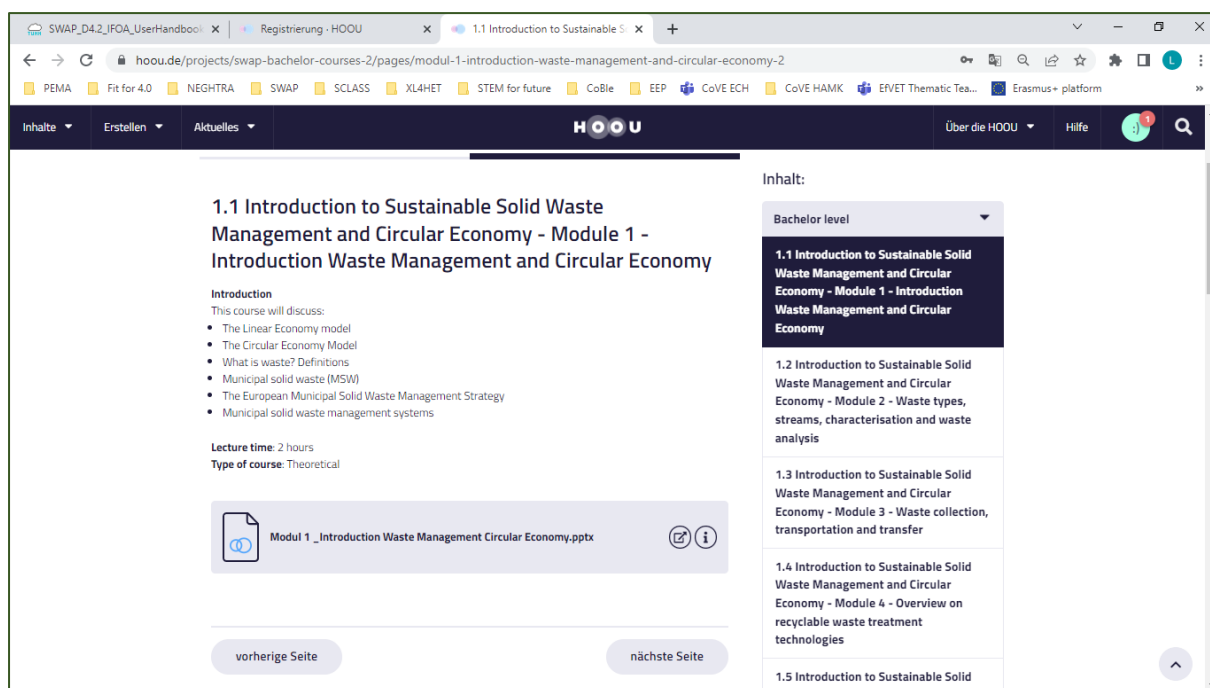 SWAP_D4.2_IFOA_UserHandbook
Registrierung · HOOU
1.1 Introduction to Sustainable S
hoou.de/projects/swap-bachelor-courses-2/pages/modul-1-introduction-waste-management-and-circular-economy-2
PEMA Fit for 4.0 NEGHTRA SWAP SCLASS XL4HET STEM for future CoBle EEP CoVE ECH CoVE HAMK EfVET Thematic Tea... Erasmus+ platform »
Inhalte Erstellen Aktuelles HOOU Über die HOOU Hilfe :) 1
1.1 Introduction to Sustainable Solid Waste
Management and Circular Economy - Module 1 -
Introduction Waste Management and Circular Economy
Introduction
This course will discuss:
• The Linear Economy model
• The Circular Economy Model
• What is waste? Definitions
• Municipal solid waste (MSW)
• The European Municipal Solid Waste Management Strategy
• Municipal solid waste management systems
Lecture time: 2 hours
Type of course: Theoretical
Modul 1 _Introduction Waste Management Circular Economy.pptx
vorherige Seite
nächste Seite
Inhalt:
Bachelor level
1.1 Introduction to Sustainable Solid
Waste Management and Circular
Economy - Module 1 - Introduction
Waste Management and Circular
Economy
1.2 Introduction to Sustainable Solid
Waste Management and Circular
Economy - Module 2 - Waste types,
streams, characterisation and waste
analysis
1.3 Introduction to Sustainable Solid
Waste Management and Circular
Economy - Module 3 - Waste collection,
transportation and transfer
1.4 Introduction to Sustainable Solid
Waste Management and Circular
Economy - Module 4 - Overview on
recyclable waste treatment
technologies
1.5 Introduction to Sustainable Solid